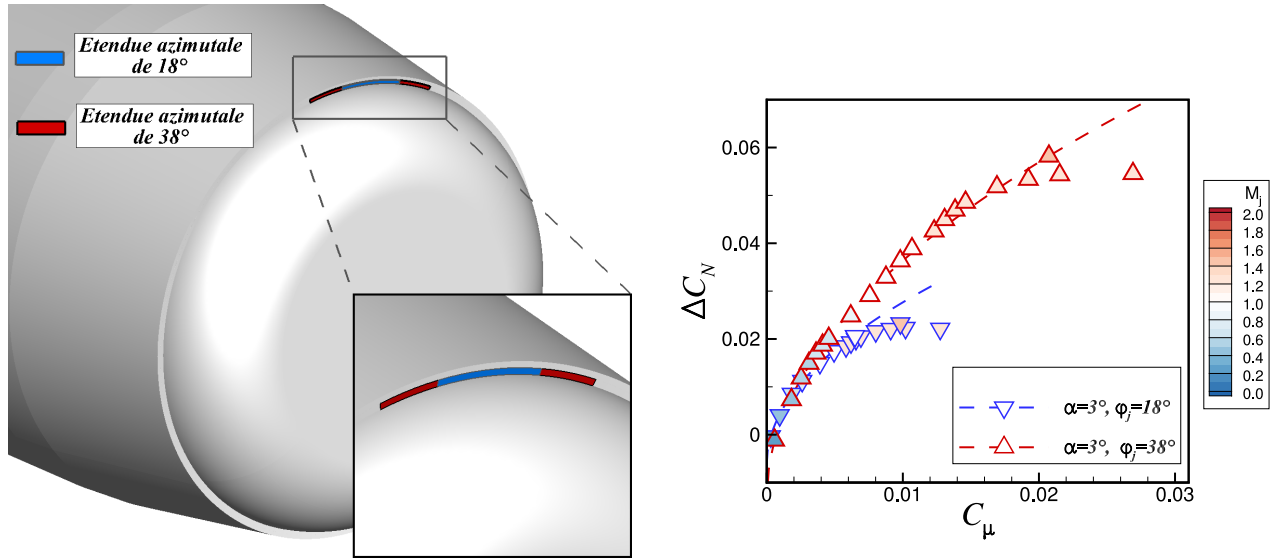 Etendue azimutale
de 18°
Etendue azimutale
de 38°
ΔC_N
0.06
0.04
0.02
0
0
0.01
0.02
0.03
C_μ
α=3°, φ_j=18°
α=3°, φ_j=38°
M_j
2.0
1.8
1.6
1.4
1.2
1.0
0.8
0.6
0.4
0.2
0.0